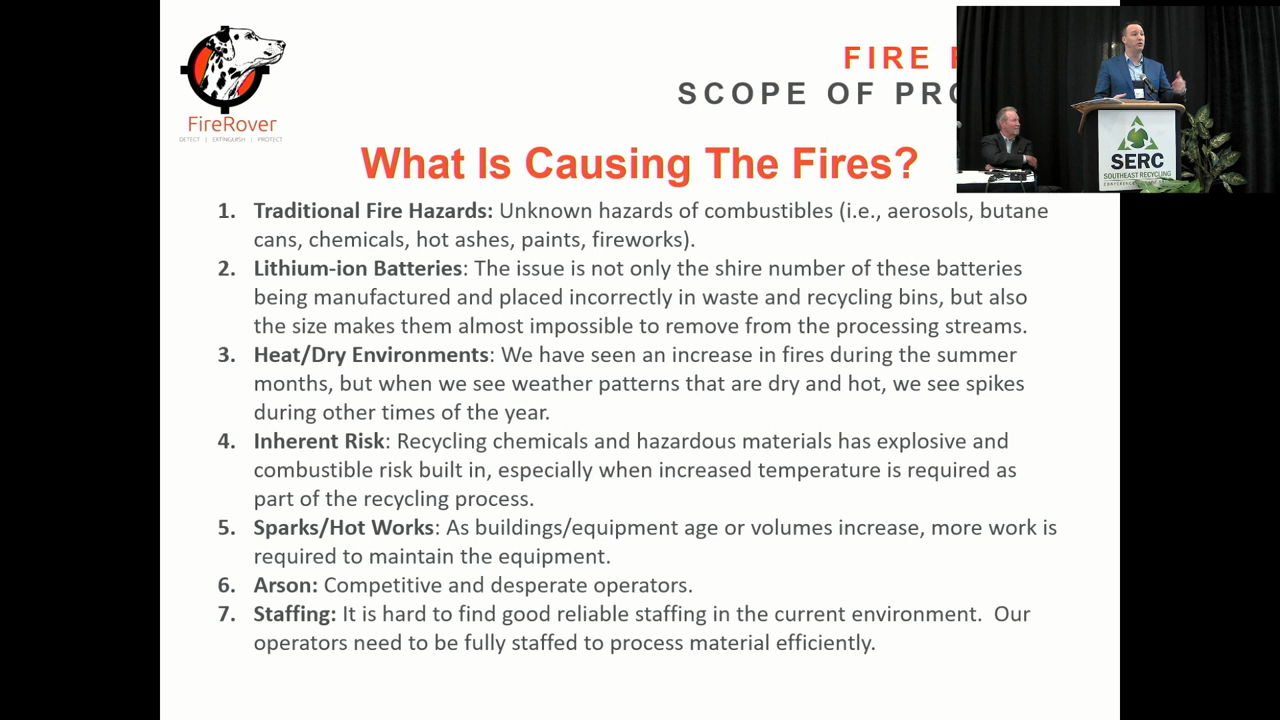 FireRover
DETECT | EXTINGUISH | PROTECT
FIRE
SCOPE OF
What Is Causing The Fires?
SERC
SOUTHEAST RECYCLING
1. Traditional Fire Hazards: Unknown hazards of combustibles (i.e., aerosols, butane
cans, chemicals, hot ashes, paints, fireworks).
2. Lithium-ion Batteries: The issue is not only the shire number of these batteries
being manufactured and placed incorrectly in waste and recycling bins, but also
the size makes them almost impossible to remove from the processing streams.
3. Heat/Dry Environments: We have seen an increase in fires during the summer
months, but when we see weather patterns that are dry and hot, we see spikes
during other times of the year.
4. Inherent Risk: Recycling chemicals and hazardous materials has explosive and
combustible risk built in, especially when increased temperature is required as
part of the recycling process.
5. Sparks/Hot Works: As buildings/equipment age or volumes increase, more work is
required to maintain the equipment.
6. Arson: Competitive and desperate operators.
7. Staffing: It is hard to find good reliable staffing in the current environment.  Our
operators need to be fully staffed to process material efficiently.